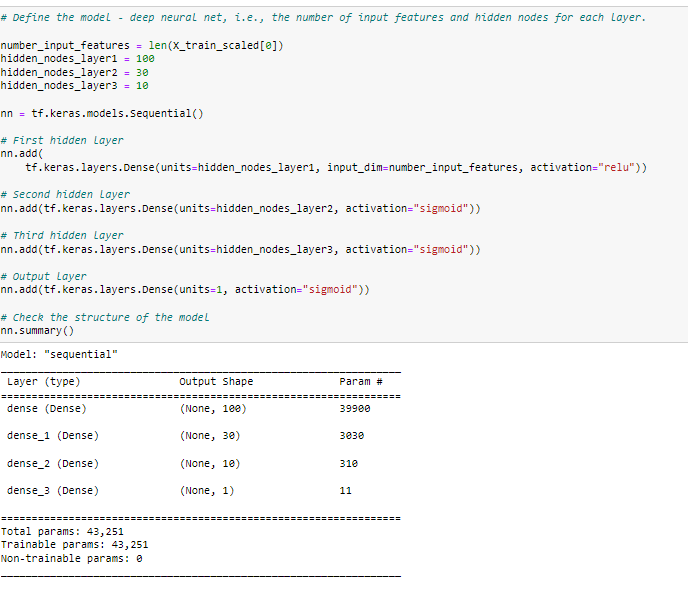 # Define the model - deep neural net, i.e., the number of input features and hidden nodes for each layer.
number_input_features = len(X_train_scaled[0])
hidden_nodes_layer1 = 100
hidden_nodes_layer2 = 30
hidden_nodes_layer3 = 10
nn = tf.keras.models.Sequential()
# First hidden layer
nn.add(
tf.keras.layers.Dense(units=hidden_nodes_layer1, input_dim=number_input_features, activation="relu"))
# Second hidden layer
nn.add(tf.keras.layers.Dense(units=hidden_nodes_layer2, activation="sigmoid"))
# Third hidden layer
nn.add(tf.keras.layers.Dense(units=hidden_nodes_layer3, activation="sigmoid"))
# Output layer
nn.add(tf.keras.layers.Dense(units=1, activation="sigmoid"))
# Check the structure of the model
nn.summary()
Model: "sequential"
Layer (type) Output Shape Param #
dense (Dense) (None, 100) 39900
dense_1 (Dense) (None, 30) 3030
dense_2 (Dense) (None, 10) 310
dense_3 (Dense) (None, 1) 11
Total params: 43,251
Trainable params: 43,251
Non-trainable params: 0